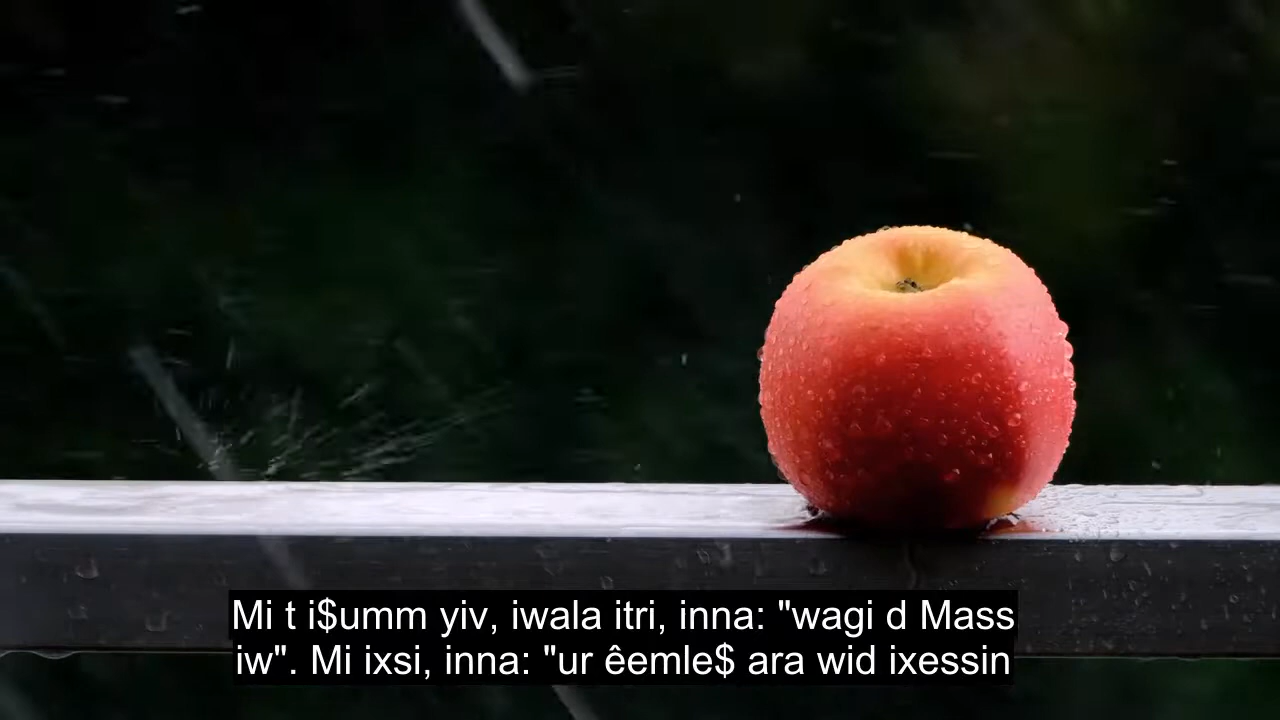 Mi t i$umm yiv, iwala itri, inna: "wagi d Mass
iw". Mi ixsi, inna: "ur êemle$ ara wid ixessin